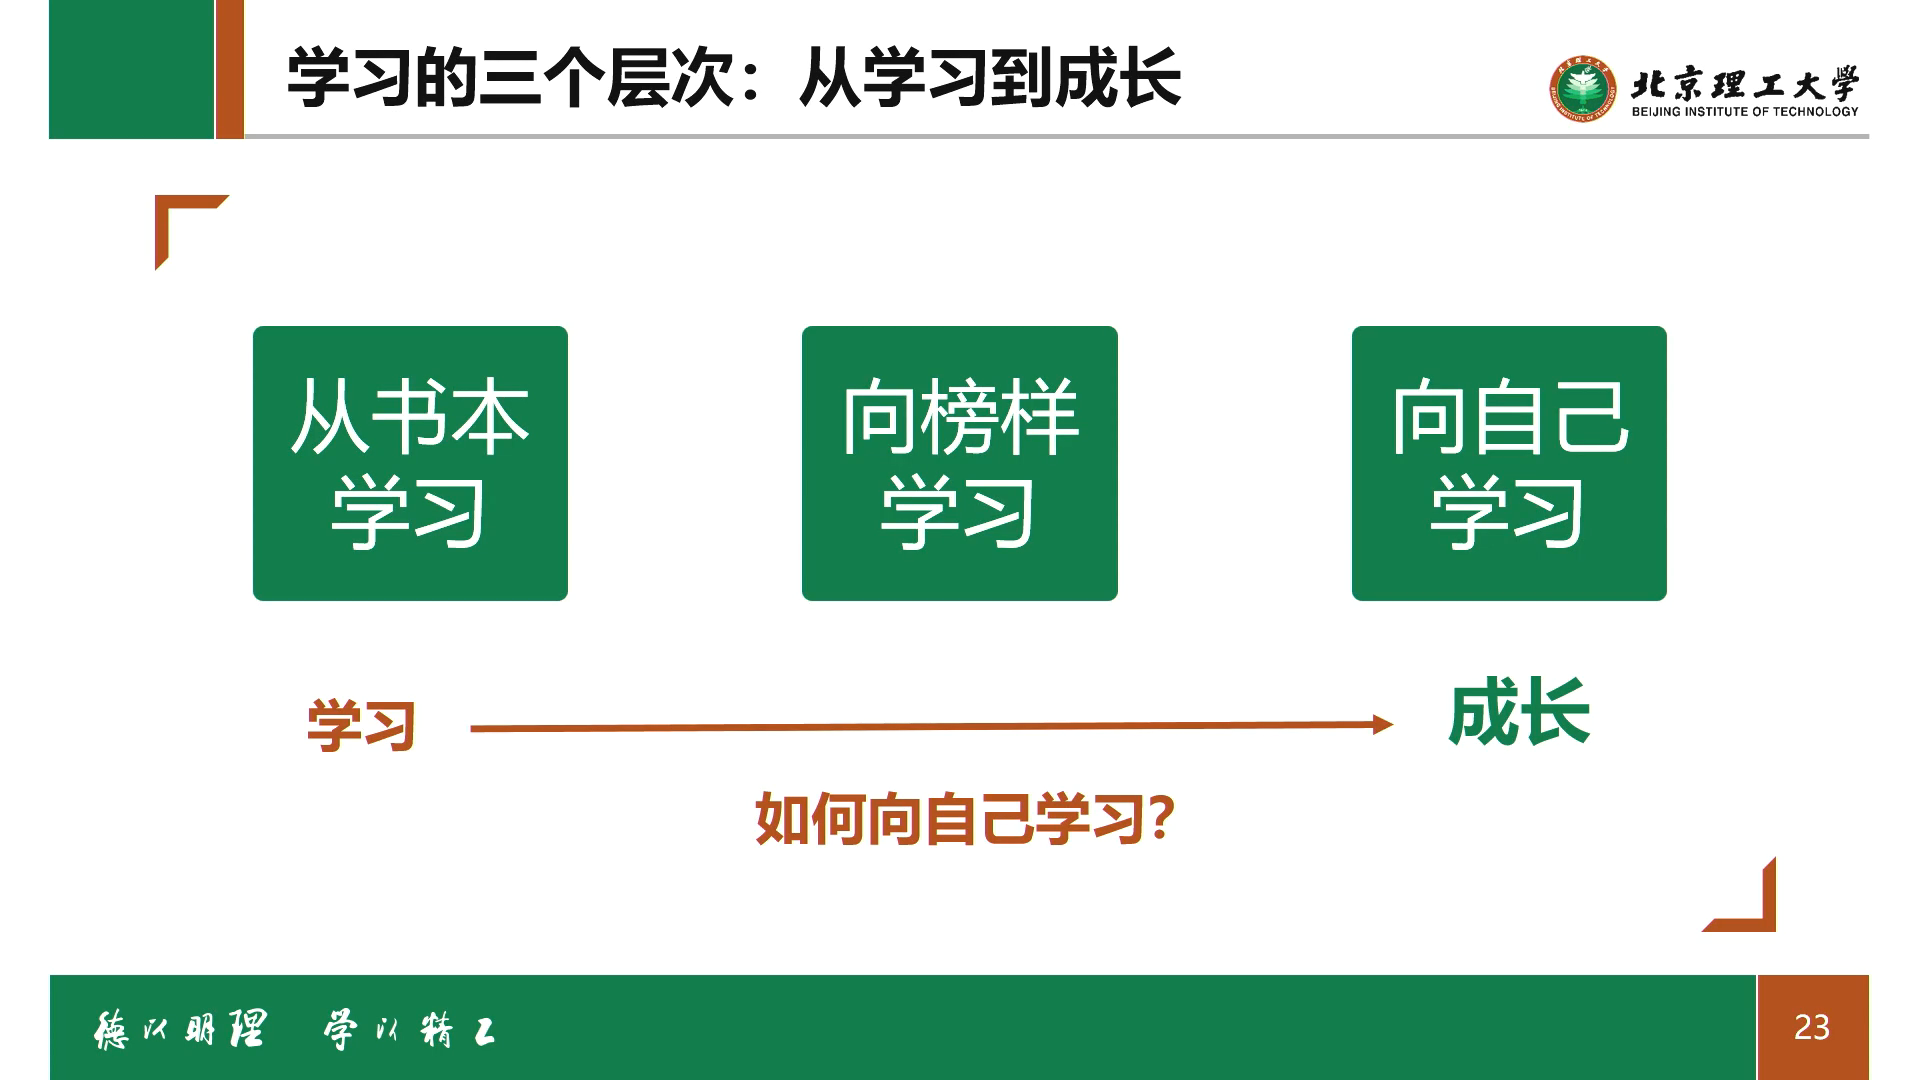 学习的三个层次：从学习到成长
北京理工大学
BEIJING INSTITUTE OF TECHNOLOGY
从书本
学习
向榜样
学习
向自己
学习
学习
成长
如何向自己学习？
德以明理 学以精工
23